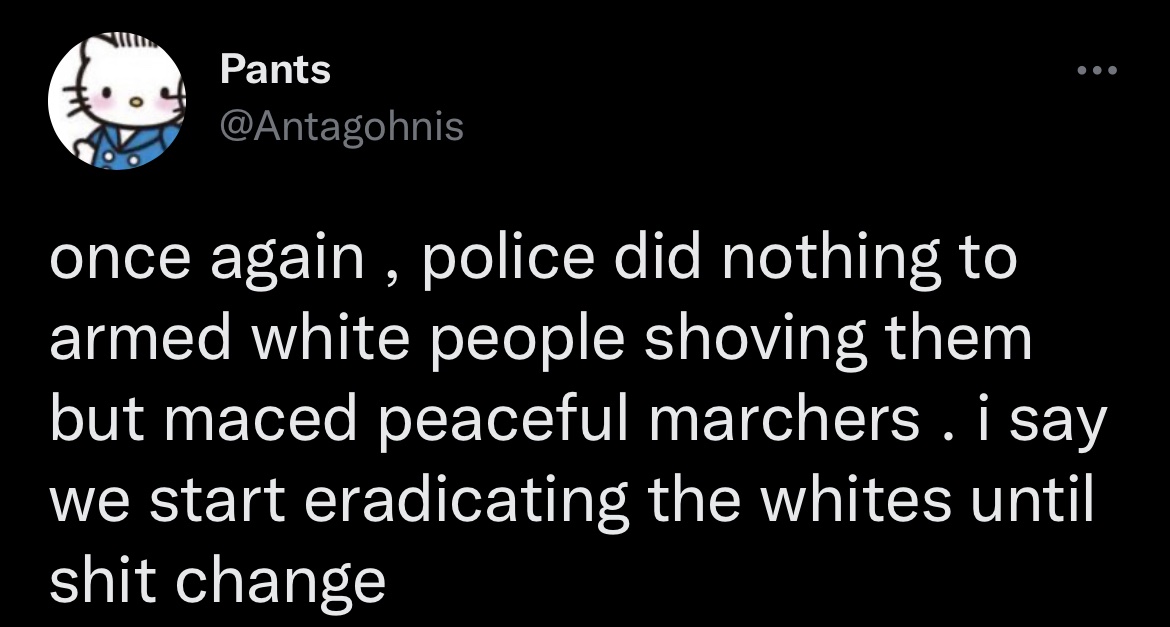 Pants
@Antagohnis
once again , police did nothing to
armed white people shoving them
but maced peaceful marchers . i say
we start eradicating the whites until
shit change